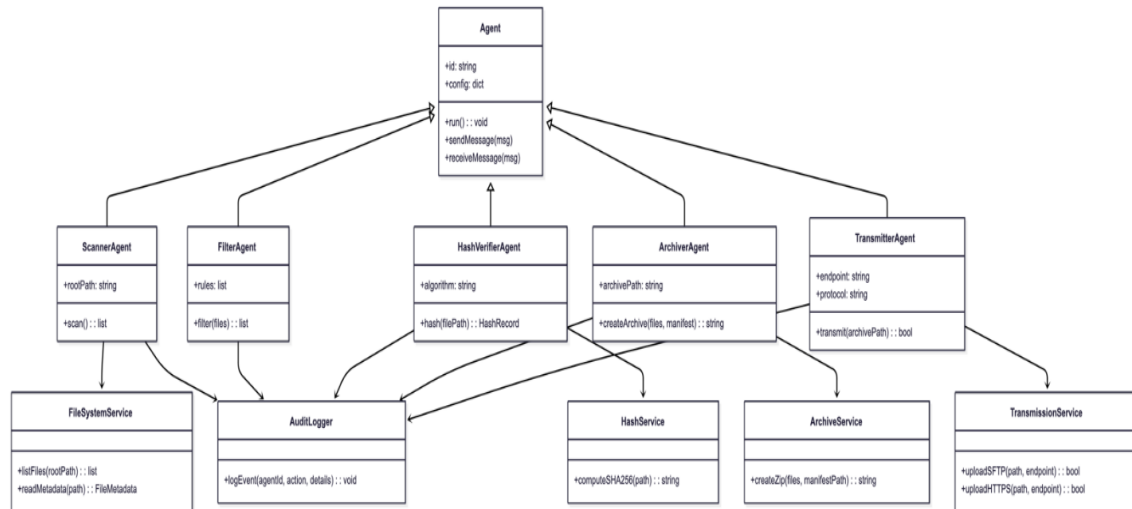 Agent
+id: string
+config: dict
+run() : : void
+sendMessage(msg)
+receiveMessage(msg)
ScannerAgent
+rootPath: string
+scan() : : list
FilterAgent
+rules: list
+filter(files) : : list
HashVerifierAgent
+algorithm: string
+hash(filePath) : : HashRecord
ArchiverAgent
+archivePath: string
+createArchive(files, manifest) : : string
TransmitterAgent
+endpoint: string
+protocol: string
+transmit(archivePath) : : bool
FileSystemService
+listFiles(rootPath) : : list
+readMetadata(path) : : FileMetadata
AuditLogger
+logEvent(agentId, action, details) : : void
HashService
+computeSHA256(path) : : string
ArchiveService
+createZip(files, manifestPath) : : string
TransmissionService
+uploadSFTP(path, endpoint) : : bool
+uploadHTTPS(path, endpoint) : : bool